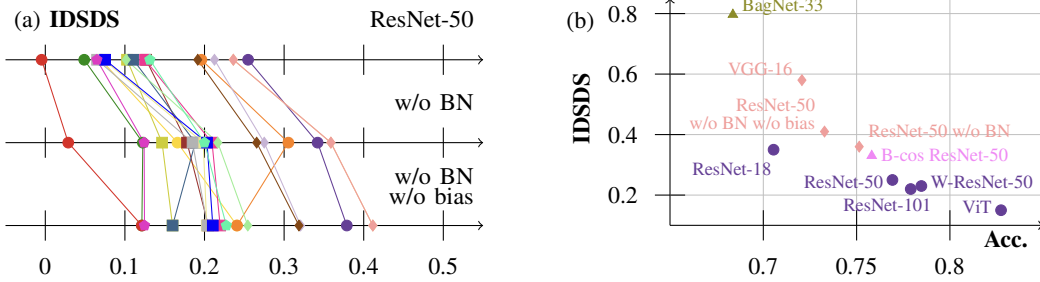 (a) IDSDS ResNet-50
w/o BN
w/o BN
w/o bias
0 0.1 0.2 0.3 0.4 0.5
(b)
IDSDS
0.8
0.6
0.4
0.2
BagNet-33
VGG-16
ResNet-50
w/o BN w/o bias
ResNet-50 w/o BN
B-cos ResNet-50
ResNet-18
ResNet-50
W-ResNet-50
ResNet-101
ViT
Acc.
0.7 0.75 0.8